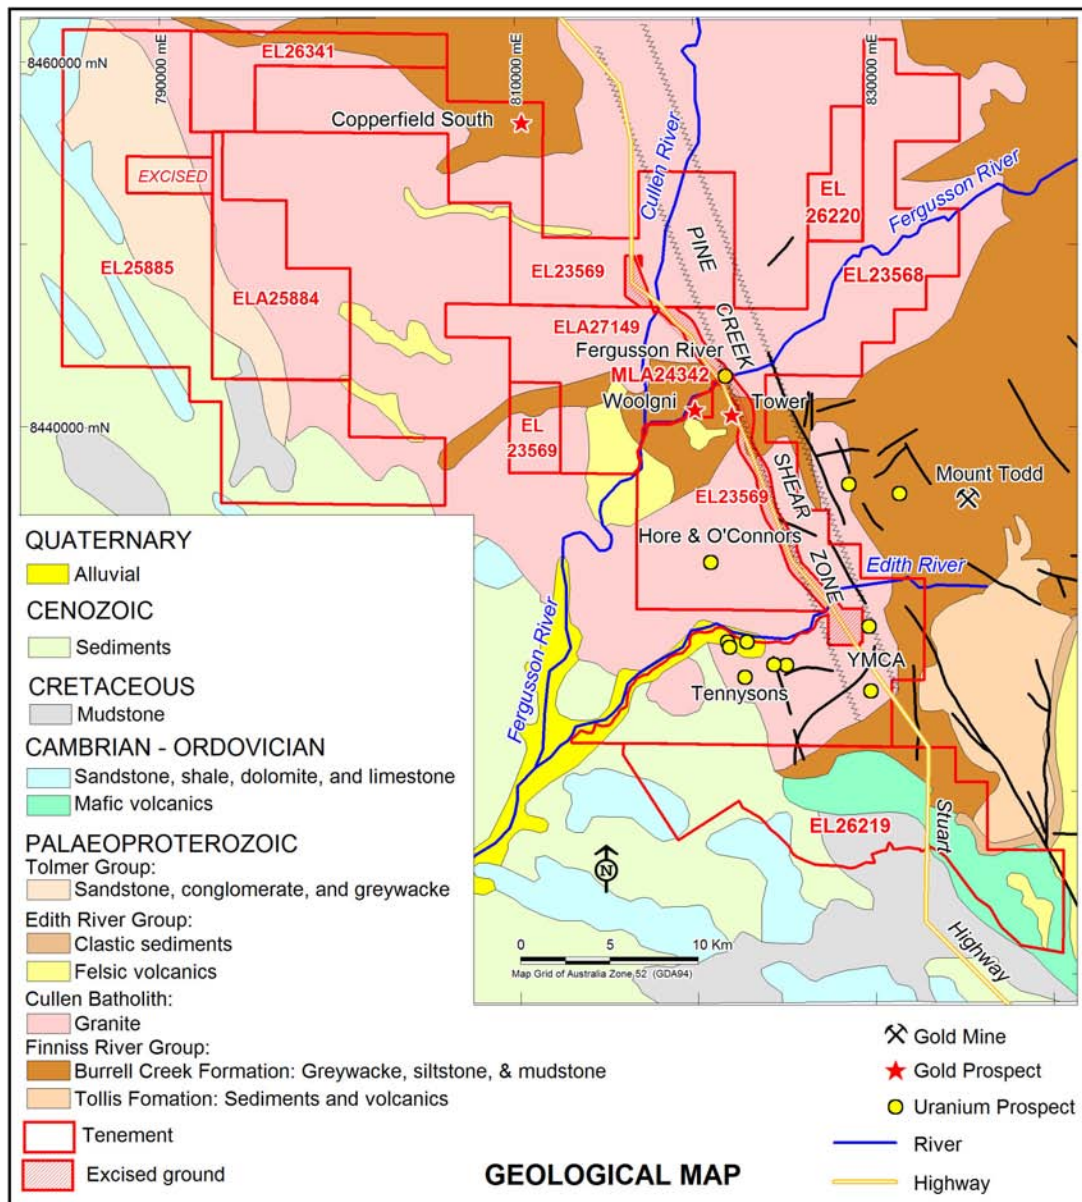 790000 mE
810000 mE
830000 mE
8460000 mN
EL26341
Copperfield South
Cullen River
EXCISED
EL
26220
Fergusson River
EL25885
ELA25884
EL23569
PINE
CREEK
SHEAR
ZONE
EL23568
ELA27149
Fergusson River
MLA24342
Woolgni
Tower
8440000 mN
EL
23569
EL23569
Mount Todd
Hore & O'Connors
Edith River
Fergusson River
YMCA
Tennysons
EL26219
Stuart
Highway
N
0 5 10 Km
Map Grid of Australia Zone 52 (GDA94)
QUATERNARY
Alluvial
CENOZOIC
Sediments
CRETACEOUS
Mudstone
CAMBRIAN - ORDOVICIAN
Sandstone, shale, dolomite, and limestone
Mafic volcanics
PALAEOPROTEROZOIC
Tolmer Group:
Sandstone, conglomerate, and greywacke
Edith River Group:
Clastic sediments
Felsic volcanics
Cullen Batholith:
Granite
Finniss River Group:
Burrell Creek Formation: Greywacke, siltstone, & mudstone
Tollis Fomation: Sediments and volcanics
Tenement
Excised ground
GEOLOGICAL MAP
Gold Mine
Gold Prospect
Uranium Prospect
River
Highway